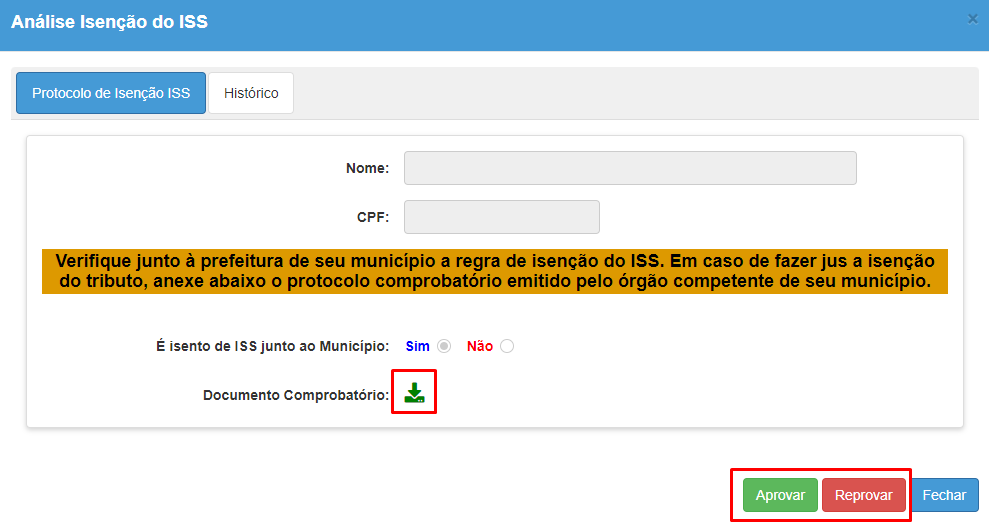 Análise Isenção do ISS
×
Protocolo de Isenção ISS
Histórico
Nome:
CPF:
Verifique junto à prefeitura de seu município a regra de isenção do ISS. Em caso de fazer jus a isenção
do tributo, anexe abaixo o protocolo comprobatório emitido pelo órgão competente de seu município.
É isento de ISS junto ao Município: Sim Não
Documento Comprobatório:
Aprovar Reprovar Fechar